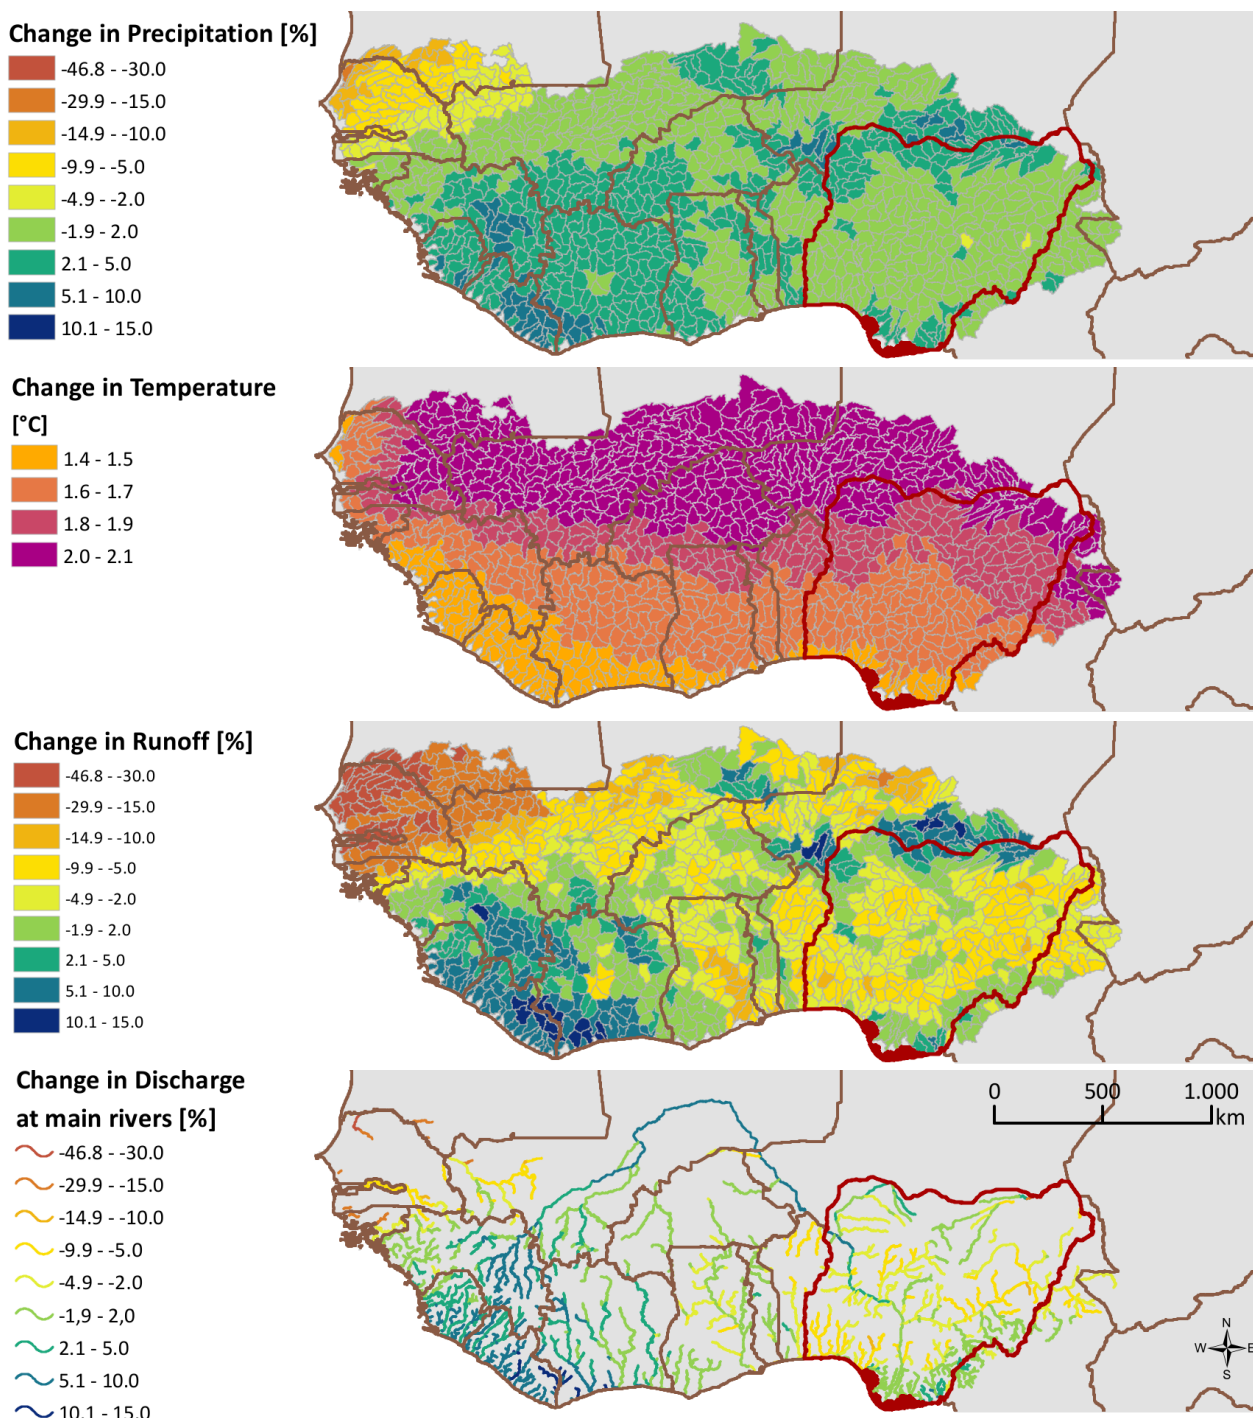 Change in Precipitation [%]
-46.8 - -30.0
-29.9 - -15.0
-14.9 - -10.0
-9.9 - -5.0
-4.9 - -2.0
-1.9 - 2.0
2.1 - 5.0
5.1 - 10.0
10.1 - 15.0
Change in Temperature
[°C]
1.4 - 1.5
1.6 - 1.7
1.8 - 1.9
2.0 - 2.1
Change in Runoff [%]
-46.8 - -30.0
-29.9 - -15.0
-14.9 - -10.0
-9.9 - -5.0
-4.9 - -2.0
-1.9 - 2.0
2.1 - 5.0
5.1 - 10.0
10.1 - 15.0
Change in Discharge
at main rivers [%]
-46.8 - -30.0
-29.9 - -15.0
-14.9 - -10.0
-9.9 - -5.0
-4.9 - -2.0
-1.9 - 2,0
2.1 - 5.0
5.1 - 10.0
10.1 - 15.0
0 500 1.000
km
N
W E
S